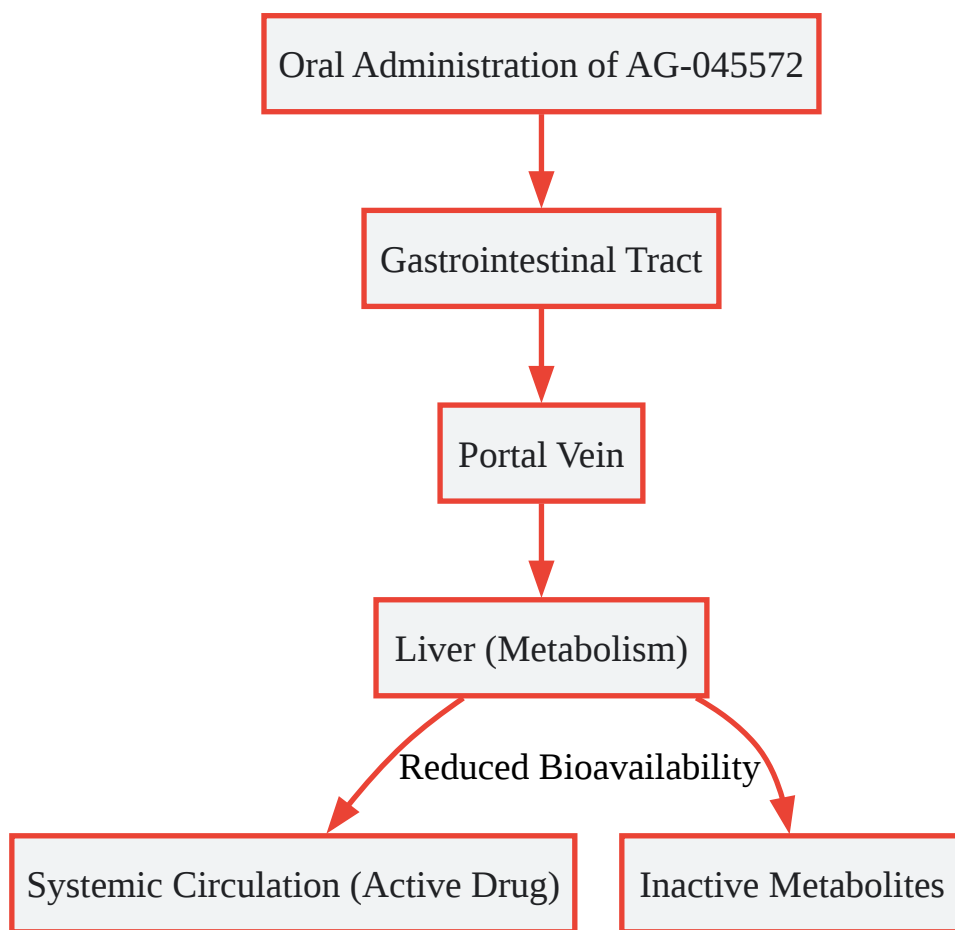 Oral Administration of AG-045572
Gastrointestinal Tract
Portal Vein
Liver (Metabolism)
Reduced Bioavailability
Systemic Circulation (Active Drug)
Inactive Metabolites